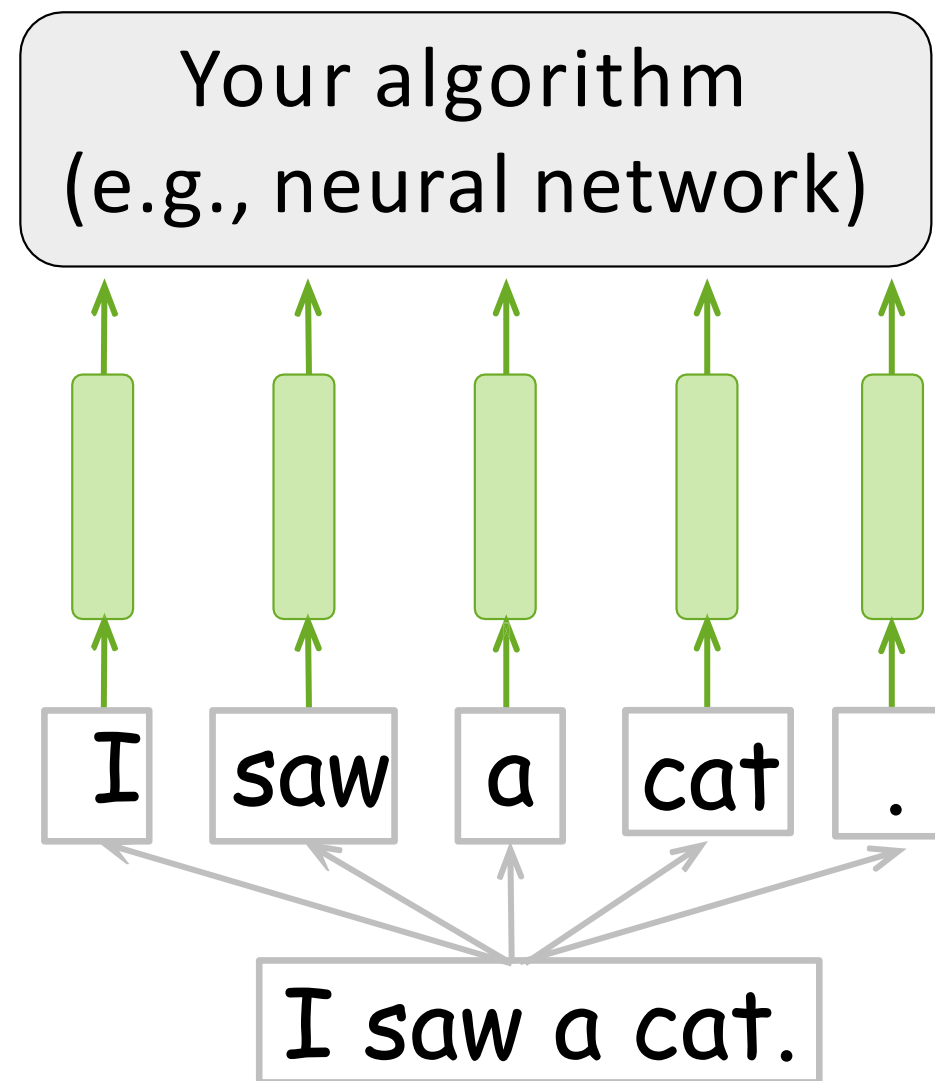 Your algorithm
(e.g., neural network)
I saw a cat .
I saw a cat.